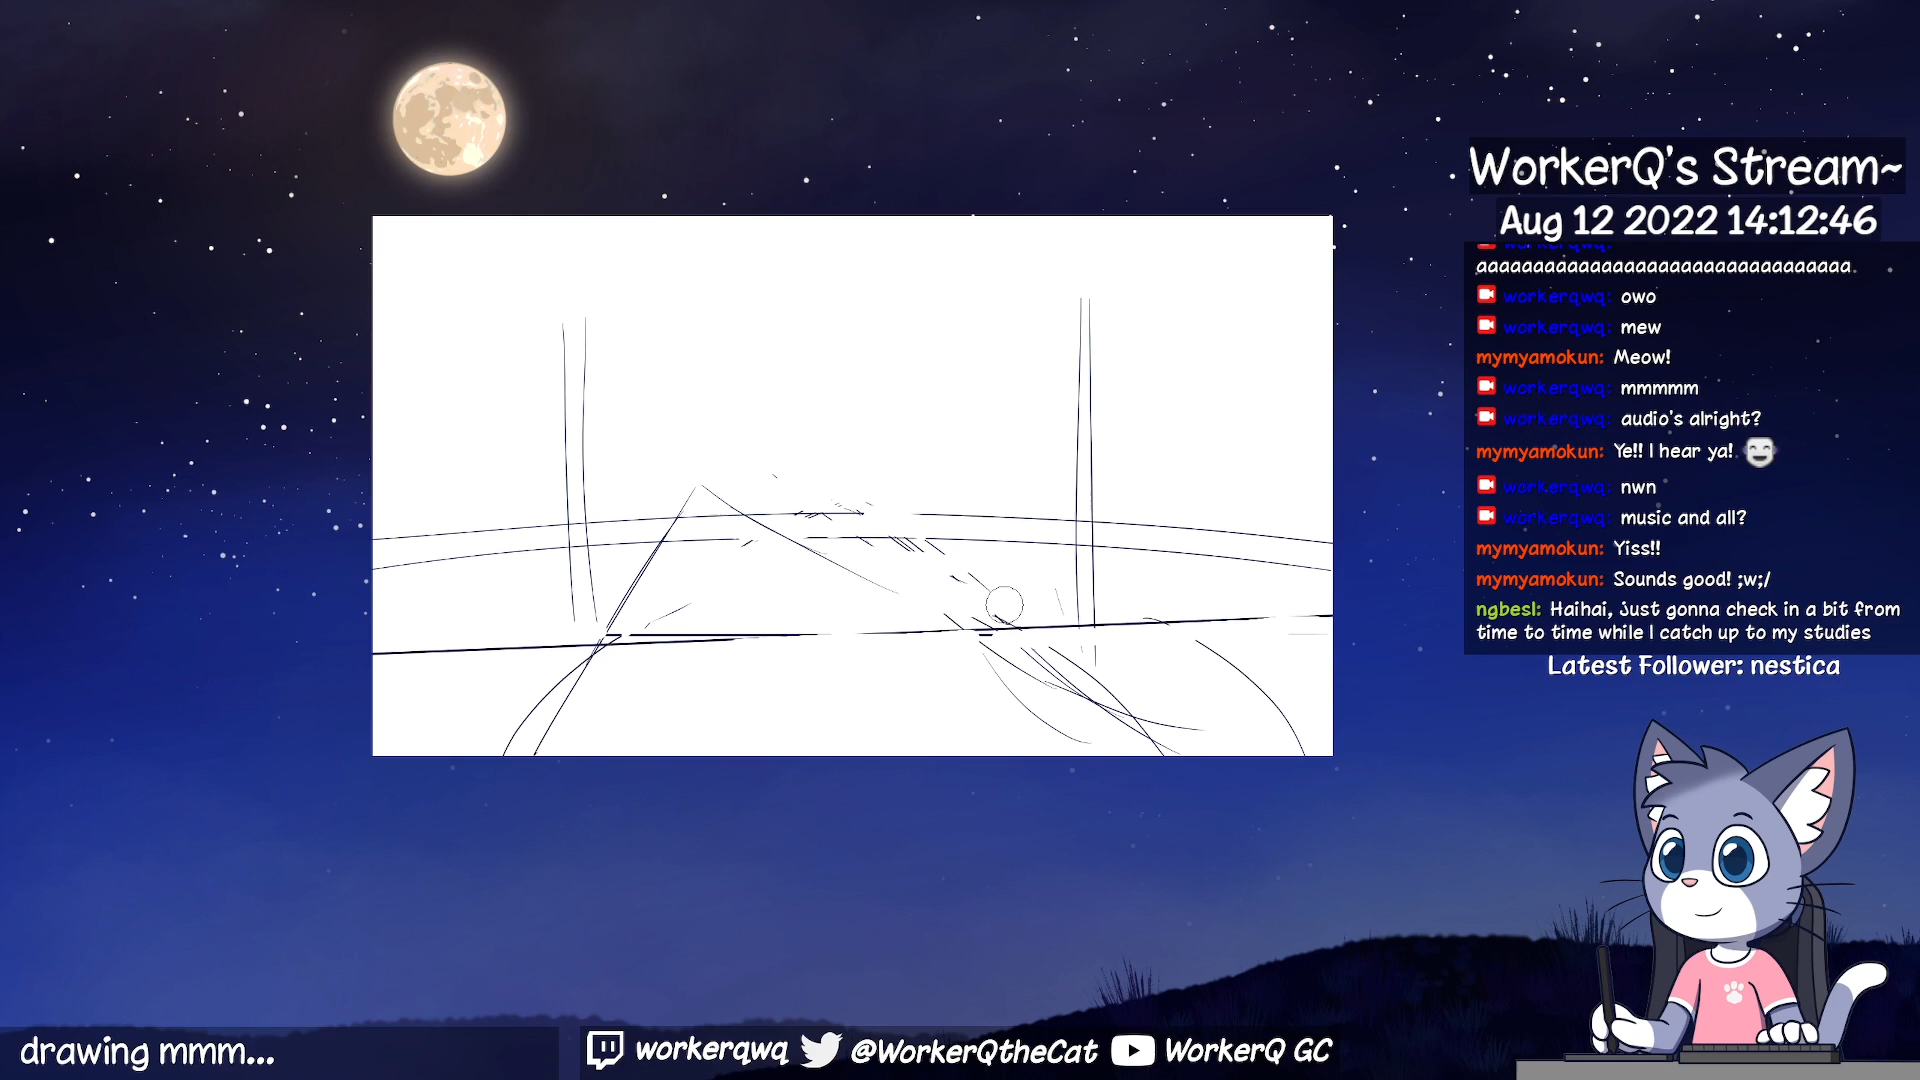 WorkerQ's Stream~
Aug 12 2022 14:12:46
workerqwq:
aaaaaaaaaaaaaaaaaaaaaaaaaaaaaaaaa
workerqwq: owo
workerqwq: mew
mymyamokun: Meow!
workerqwq: mmmmm
workerqwq: audio's alright?
mymyamokun: Ye!! I hear ya!
workerqwq: nwn
workerqwq: music and all?
mymyamokun: Yiss!!
mymyamokun: Sounds good! ;w;/
ngbesl: Haihai, just gonna check in a bit from
time to time while I catch up to my studies
Latest Follower: nestica
drawing mmm...
workerqwq @WorkerQtheCat WorkerQ GC